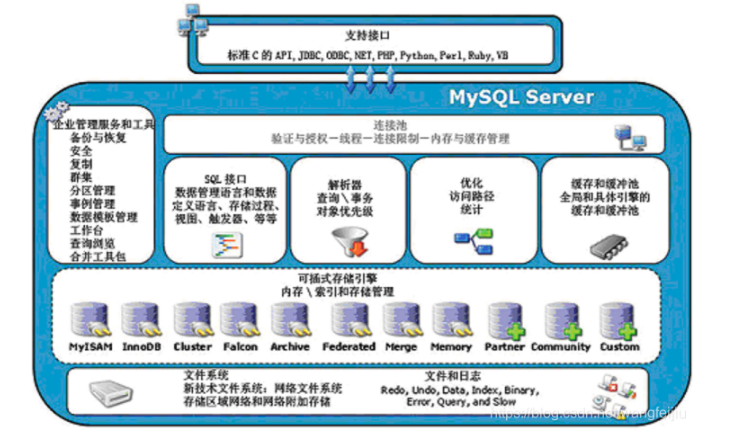 支持接口
标准 C 的 API, JDBC, ODBC, NET, PHP, Python, Perl, Ruby, VB
MySQL Server
企业管理服务和工具
备份与恢复
安全
复制
群集
分区管理
事例管理
数据模板管理
工作台
查询浏览
合并工具包
连接池
验证与授权—线程—连接限制—内存与缓存管理
SQL 接口
数据管理语言和数据
定义语言、存储过程、
视图、触发器、等等
解析器
查询 \ 事务
对象优先级
优化
访问路径
统计
缓存和缓冲池
全局和具体引擎的
缓存和缓冲池
可插式存储引擎
内存 \ 索引和存储管理
MyISAM InnoDB Cluster Falcon Archive Federated Merge Memory Partner Community Custom
文件系统
新技术文件系统：网络文件系统
存储区域网络和网络附加存储
文件和日志
Redo, Undo, Data, Index, Binary,
Error, Query, and Slow